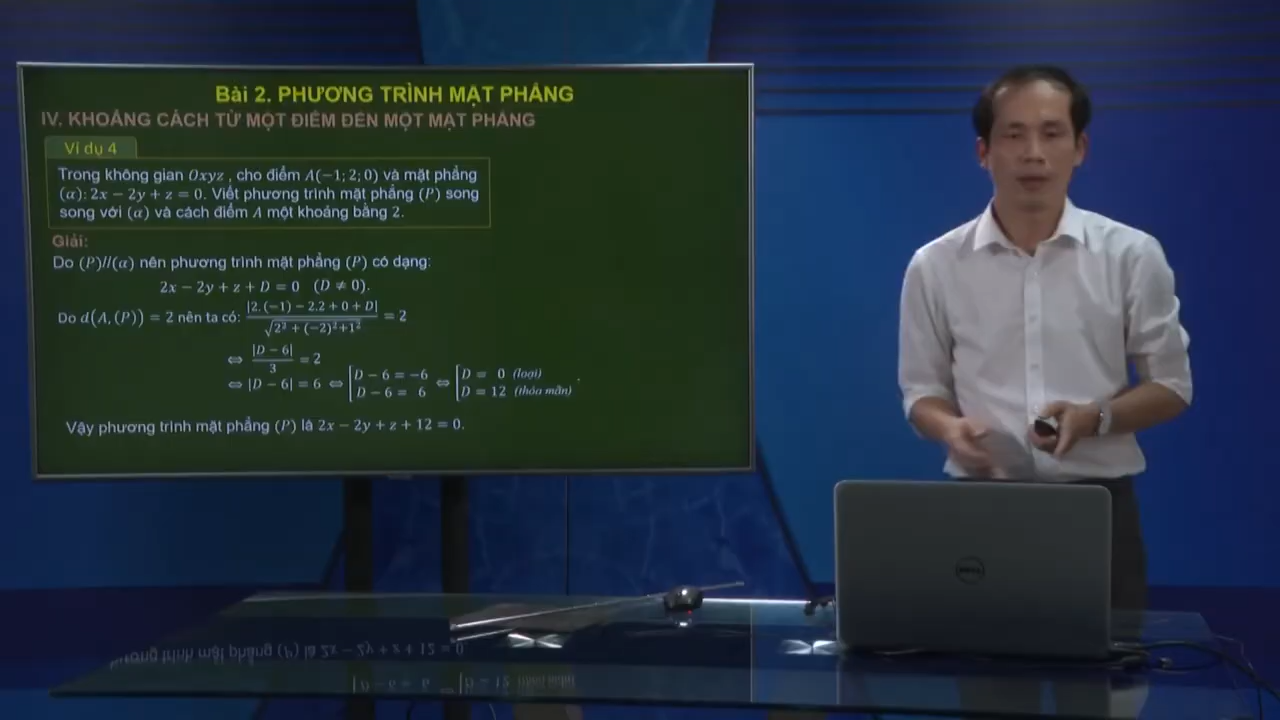 Bài 2. PHƯƠNG TRÌNH MẶT PHẲNG
IV. KHOẢNG CÁCH TỪ MỘT ĐIỂM ĐẾN MỘT MẶT PHẲNG
Ví dụ 4
Trong không gian Oxyz , cho điểm A(−1; 2; 0) và mặt phẳng
(α): 2x − 2y + z = 0. Viết phương trình mặt phẳng (P) song
song với (α) và cách điểm A một khoảng bằng 2.
Giải:
Do (P)//(α) nên phương trình mặt phẳng (P) có dạng:
2x − 2y + z + D = 0 (D ≠ 0).
Do d(A, (P)) = 2 nên ta có: |2. (−1) − 2.2 + 0 + D| / √(2² + (−2)² + 1²) = 2
⇔ |D − 6| / 3 = 2
⇔ |D − 6| = 6 ⇔ [D − 6 = −6 ⇔ [D = 0 (loại)
D − 6 = 6 D = 12 (thỏa mãn) .
Vậy phương trình mặt phẳng (P) là 2x − 2y + z + 12 = 0.
DELL